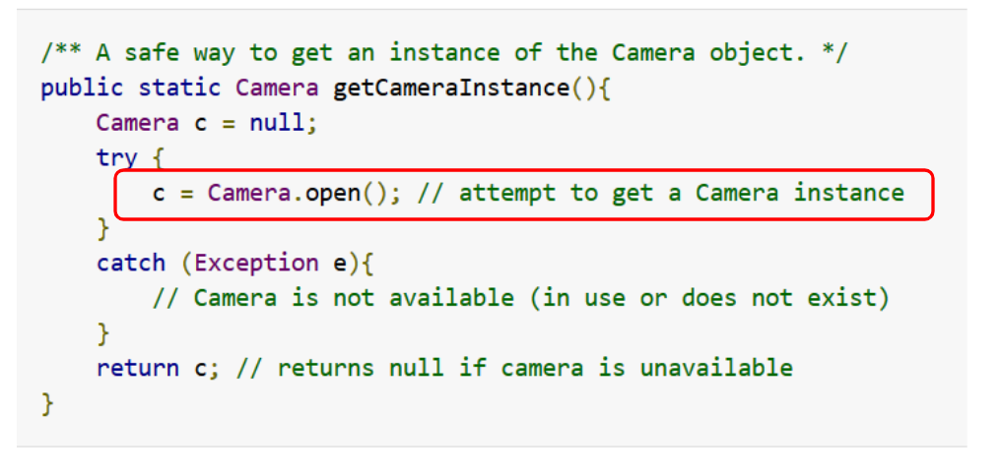 /** A safe way to get an instance of the Camera object. */
public static Camera getCameraInstance(){
    Camera c = null;
    try {
        c = Camera.open(); // attempt to get a Camera instance
    }
    catch (Exception e){
        // Camera is not available (in use or does not exist)
    }
    return c; // returns null if camera is unavailable
}